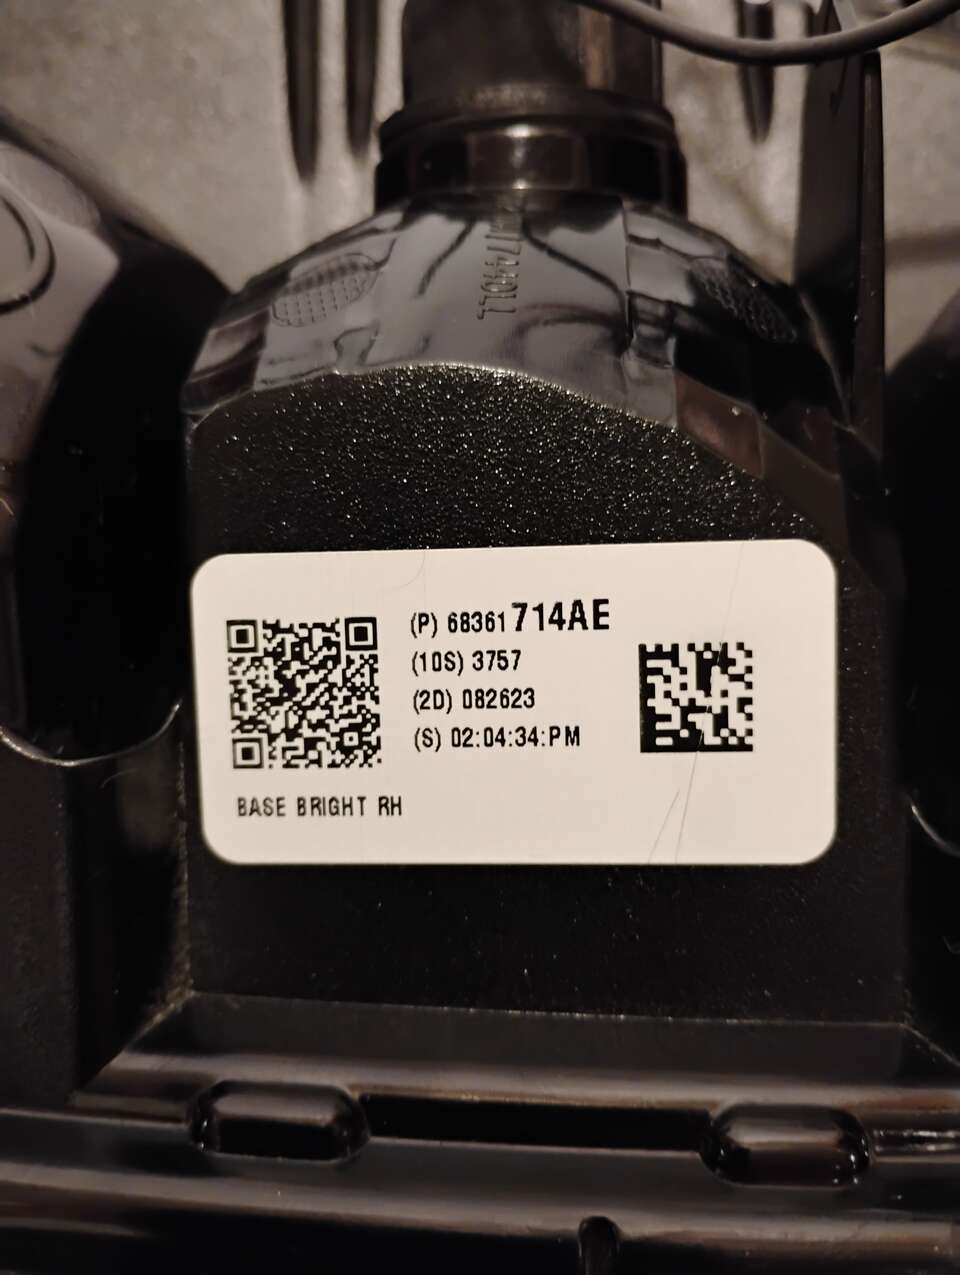 (P) 68361714AE
(10S) 3757
(2D) 082623
(S) 02:04:34:PM
BASE BRIGHT RH